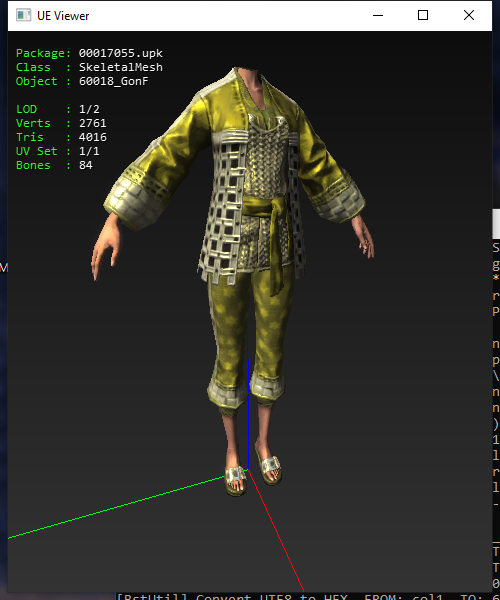 UE Viewer
Package: 00017055.upk
Class  : SkeletalMesh
Object : 60018_GonF
LOD    : 1/2
Verts  : 2761
Tris   : 4016
UV Set : 1/1
Bones  : 84